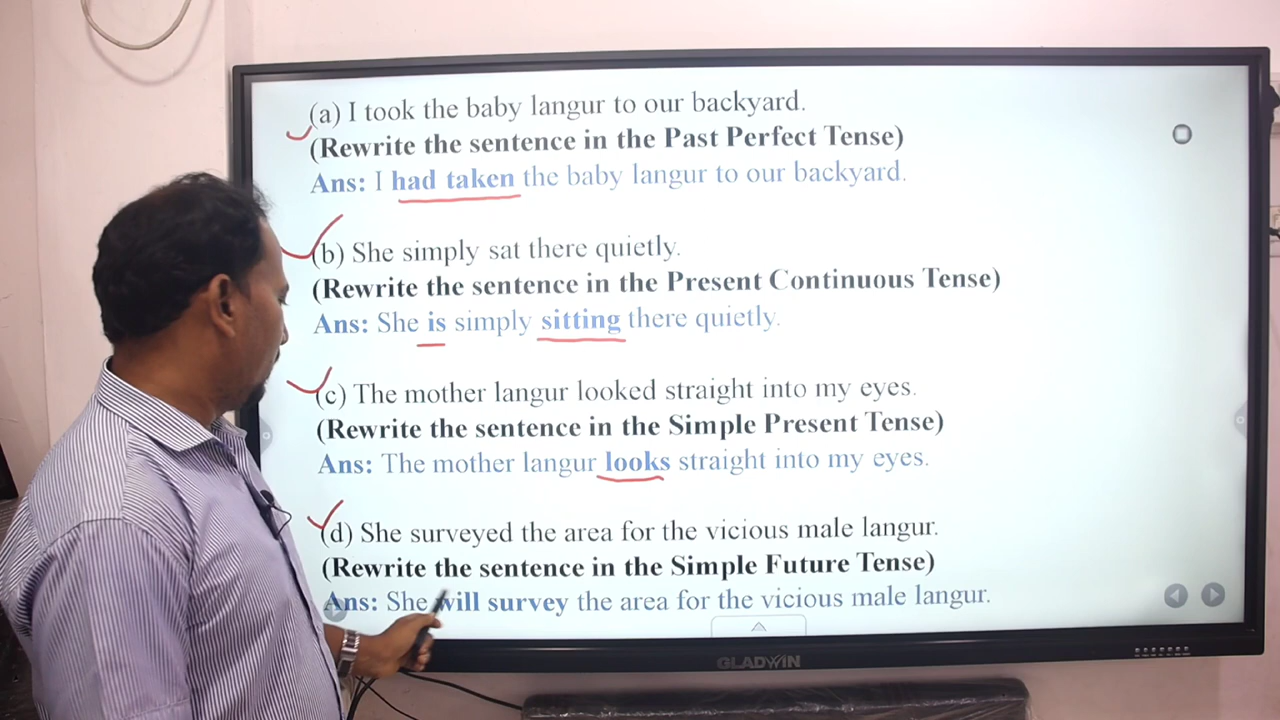 (a) I took the baby langur to our backyard.
(Rewrite the sentence in the Past Perfect Tense)
Ans: I had taken the baby langur to our backyard.
(b) She simply sat there quietly.
(Rewrite the sentence in the Present Continuous Tense)
Ans: She is simply sitting there quietly.
(c) The mother langur looked straight into my eyes.
(Rewrite the sentence in the Simple Present Tense)
Ans: The mother langur looks straight into my eyes.
(d) She surveyed the area for the vicious male langur.
(Rewrite the sentence in the Simple Future Tense)
Ans: She will survey the area for the vicious male langur.
GLADWIN